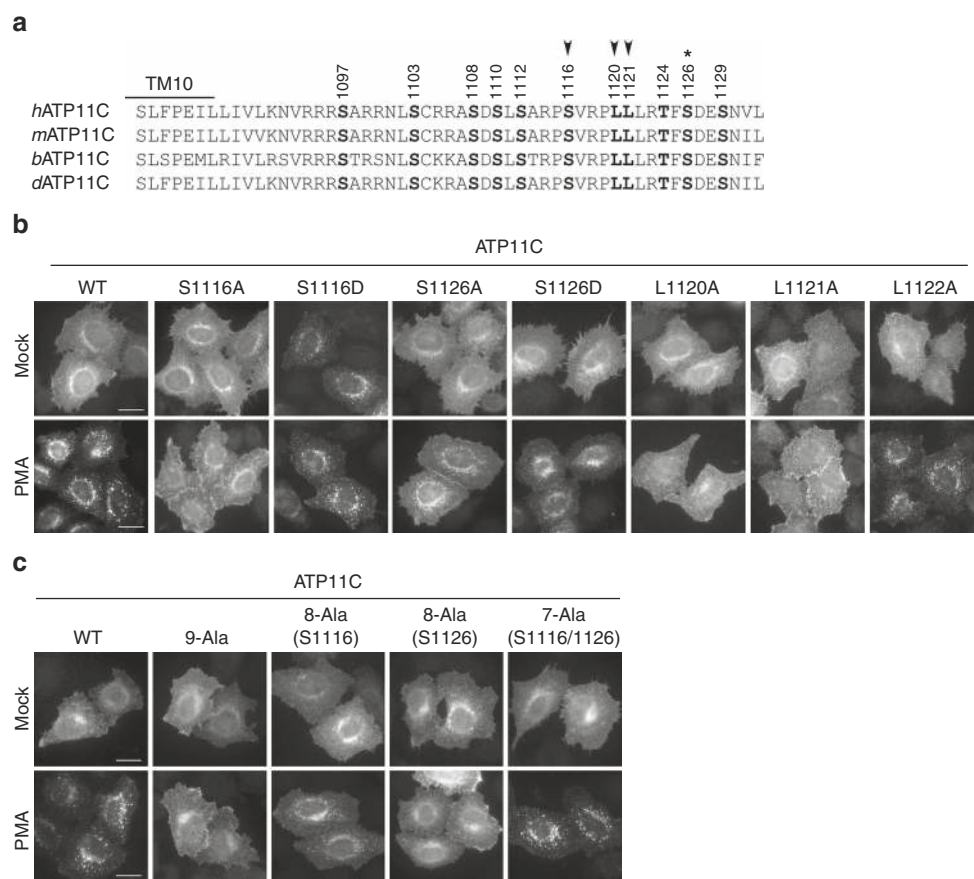 a
*
1097 1103 1108 1110 1112 1116 1120 1121 1124 1126 1129
TM10
hATP11C SLFPEILLIVLKNVRRRSARRNLSCRRASDSLSARPSVRPLLLRTFSDESNVL
mATP11C SLFPEILLIVLKNVRRRSARRNLSCRRASDSLSARPSVRPLLLRTFSDESNIL
bATP11C SLSPEMLRIVLRSVRRRSTRSNLSCKKASDSLSTRPSVRPLLLRTFSDESNIF
dATP11C SLFPEILLIVLKNVRRRSARRNLSCKRASDSLSARPSVRPLLLRTFSDESNIL
b
ATP11C
WT S1116A S1116D S1126A S1126D L1120A L1121A L1122A
Mock
PMA
c
ATP11C
WT 9-Ala 8-Ala (S1116) 8-Ala (S1126) 7-Ala (S1116/1126)
Mock
PMA